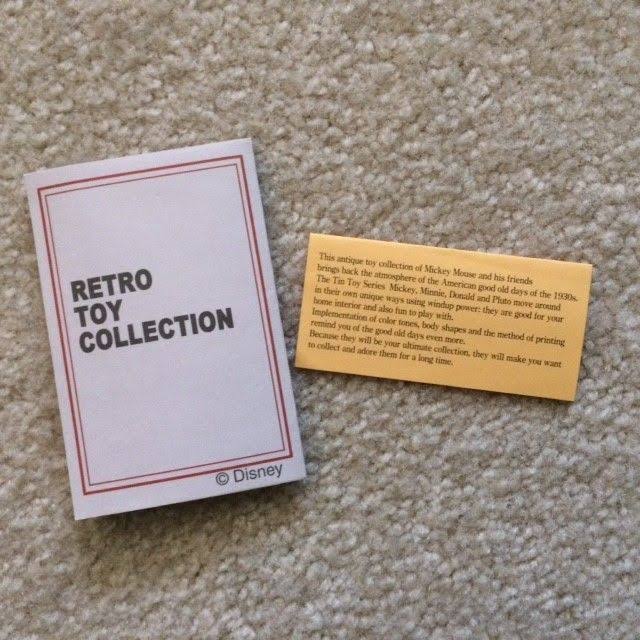 RETRO
TOY
COLLECTION
© Disney
This antique toy collection of Mickey Mouse and his friends
brings back the atmosphere of the American good old days of the 1930s.
The Tin Toy Series. Mickey, Minnie, Donald and Pluto move around
in their own unique ways using windup power: they are good for your
home interior and also fun to play with.
Implementation of color tones, body shapes and the method of printing
remind you of the good old days even more.
Because they will be your ultimate collection, they will make you want
to collect and adore them for a long time.